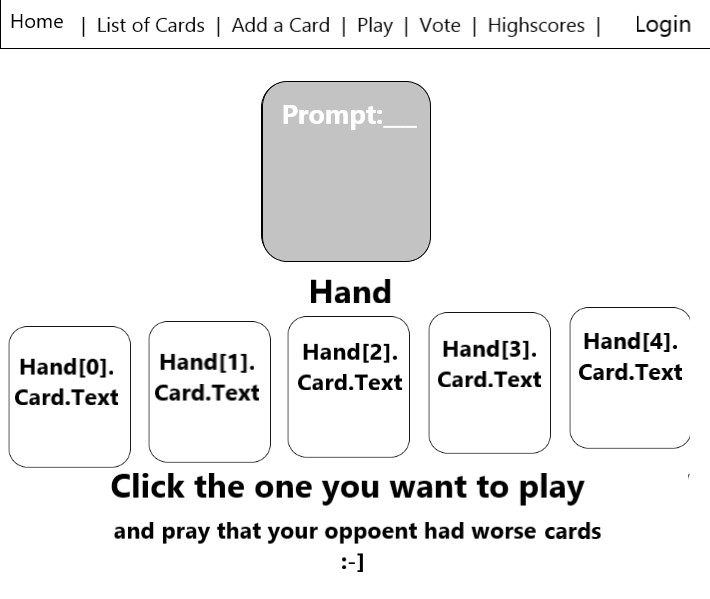 Home | List of Cards | Add a Card | Play | Vote | Highscores | Login
Prompt:___
Hand
Hand[0].
Card.Text
Hand[1].
Card.Text
Hand[2].
Card.Text
Hand[3].
Card.Text
Hand[4].
Card.Text
Click the one you want to play
and pray that your oppoent had worse cards
:-]